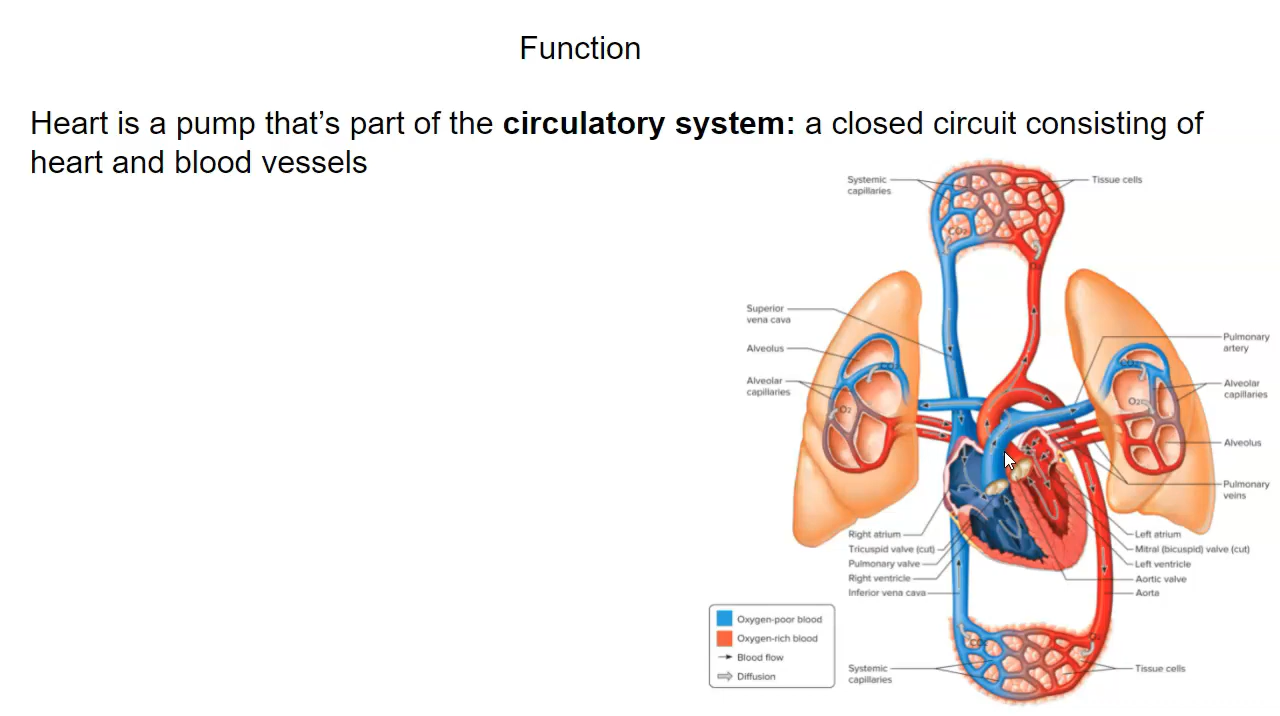 Function
Heart is a pump that's part of the circulatory system: a closed circuit consisting of
heart and blood vessels
Systemic
capillaries
Tissue cells
CO2
Superior
vena cava
Alveolus
Alveolar
capillaries
O2
Pulmonary
artery
Alveolar
capillaries
O2
Alveolus
Pulmonary
veins
Right atrium
Tricuspid valve (cut)
Pulmonary valve
Right ventricle
Inferior vena cava
Left atrium
Mitral (bicuspid) valve (cut)
Left ventricle
Aortic valve
Aorta
Oxygen-poor blood
Oxygen-rich blood
Blood flow
Diffusion
Systemic
capillaries
Tissue cells